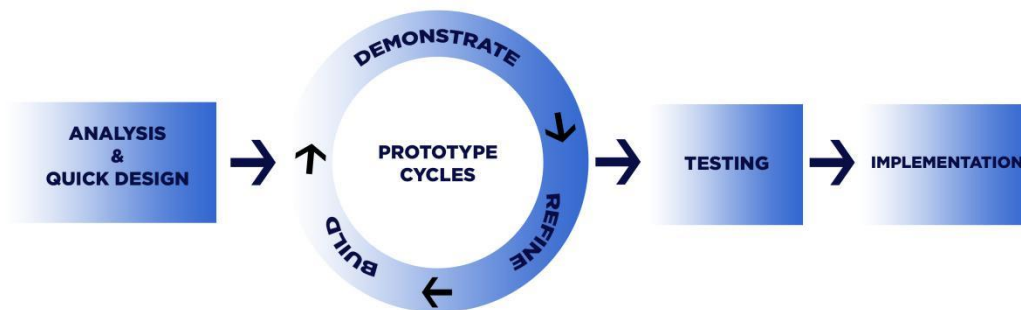 ANALYSIS
&
QUICK DESIGN
DEMONSTRATE
PROTOTYPE
CYCLES
REFINE
BUILD
TESTING
IMPLEMENTATION